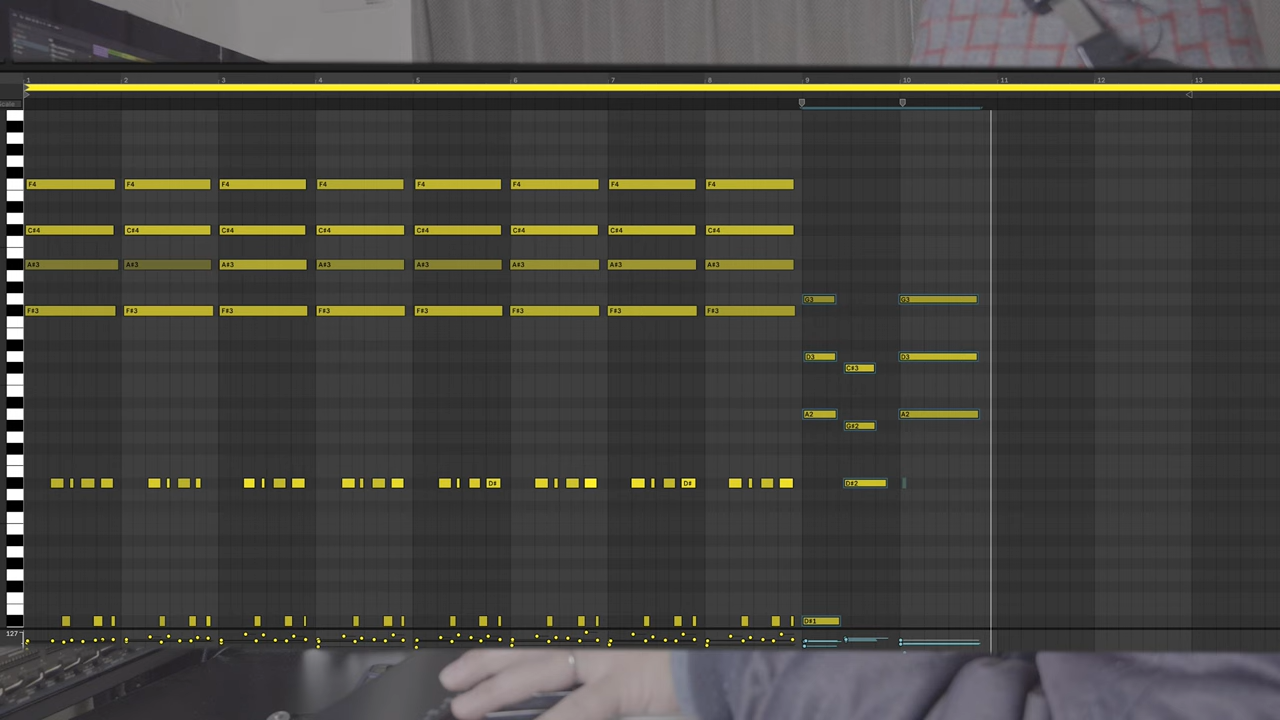 1 2 3 4 5 6 7 8 9 10 11 12 13
Scale
F4 F4 F4 F4 F4 F4 F4 F4
C#4 C#4 C#4 C#4 C#4 C#4 C#4 C#4
A#3 A#3 A#3 A#3 A#3 A#3 A#3 A#3
G3 G3
F#3 F#3 F#3 F#3 F#3 F#3 F#3 F#3
D3 D3
C#3
A2 A2
G#2
D# D# D#2
D#1
127